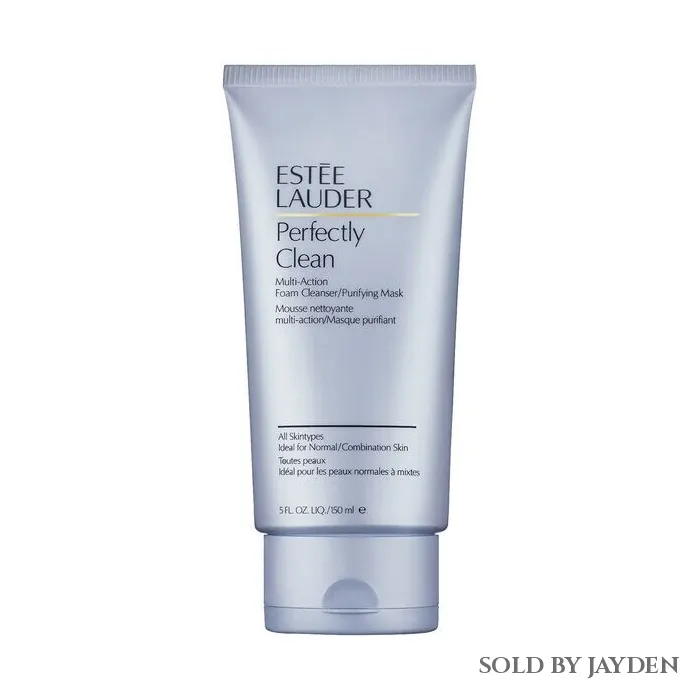 ESTĒE
LAUDER
Perfectly
Clean
Multi-Action
Foam Cleanser/Purifying Mask
Mousse nettoyante
multi-action/Masque purifiant
All Skintypes
Ideal for Normal/Combination Skin
Toutes peaux
Idéal pour les peaux normales à mixtes
5 FL. OZ. LIQ./150 ml ℮
SOLD BY JAYDEN